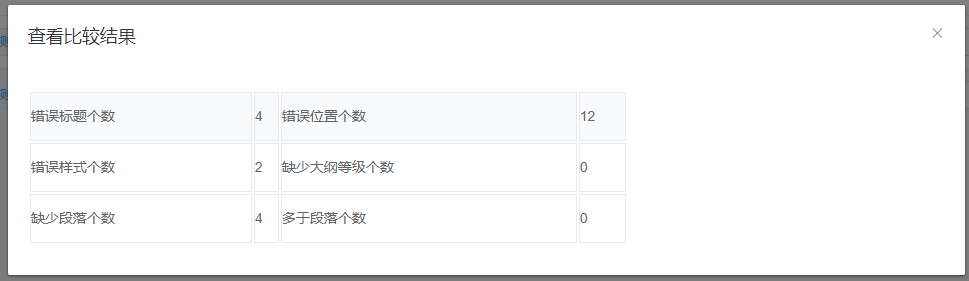 查看比较结果
错误标题个数 4 错误位置个数 12
错误样式个数 2 缺少大纲等级个数 0
缺少段落个数 4 多于段落个数 0